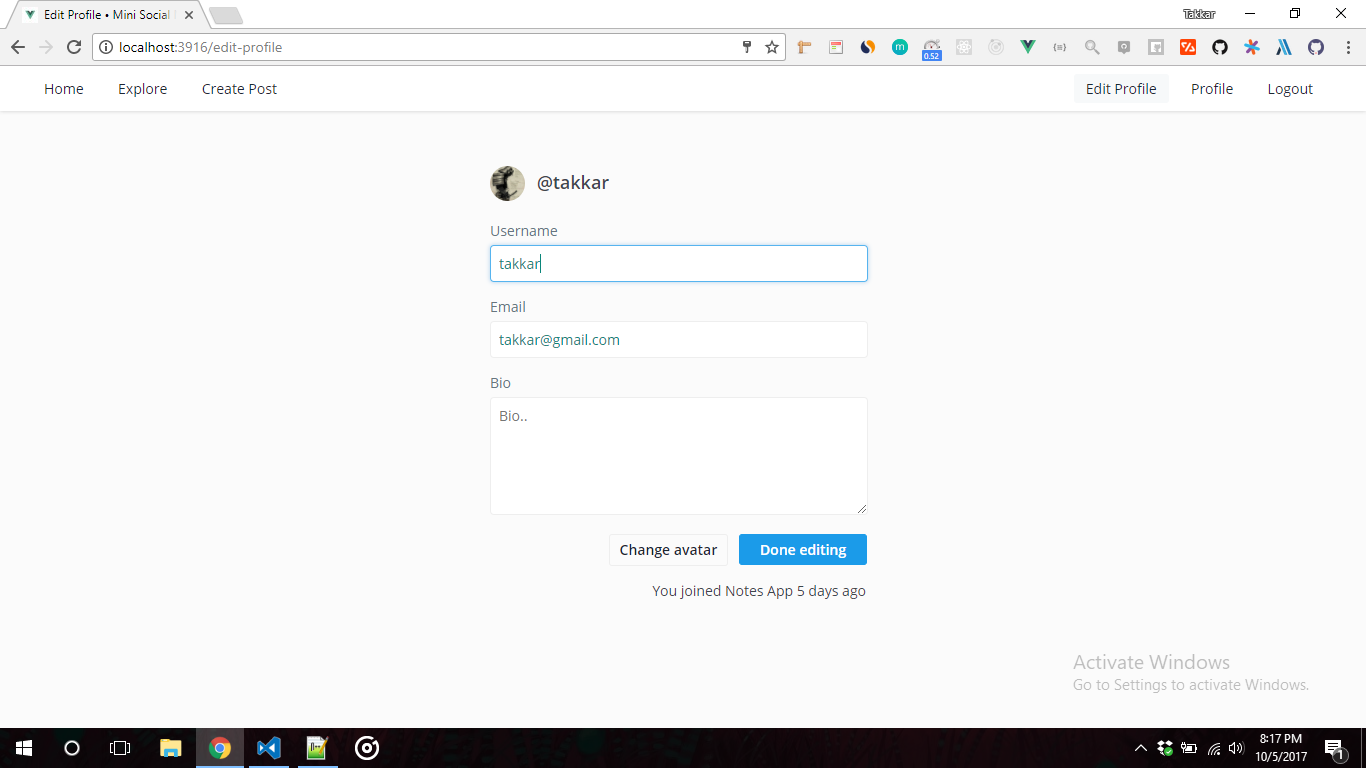 Edit Profile • Mini Social
Takkar
localhost:3916/edit-profile
m
0.52
Home Explore Create Post Edit Profile Profile Logout
@takkar
Username
takkar
Email
takkar@gmail.com
Bio
Bio..
Change avatar Done editing
You joined Notes App 5 days ago
Activate Windows
Go to Settings to activate Windows.
8:17 PM
10/5/2017
1